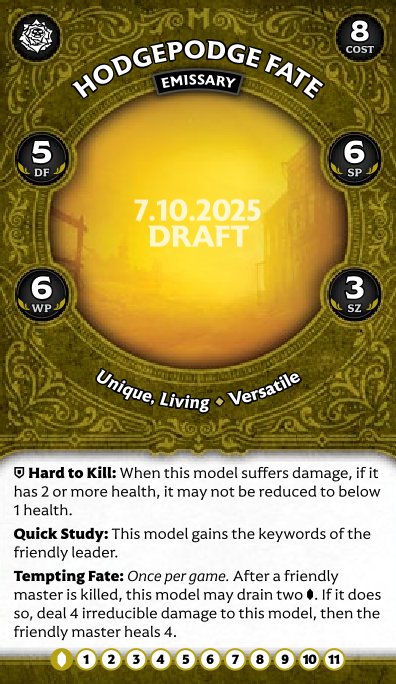 8
COST
HODGEPODGE FATE
EMISSARY
5
DF
6
SP
7.10.2025
DRAFT
6
WP
3
SZ
Unique, Living ◆ Versatile
Hard to Kill: When this model suffers damage, if it
has 2 or more health, it may not be reduced to below
1 health.
Quick Study: This model gains the keywords of the
friendly leader.
Tempting Fate: Once per game. After a friendly
master is killed, this model may drain two. If it does
so, deal 4 irreducible damage to this model, then the
friendly master heals 4.
1 2 3 4 5 6 7 8 9 10 11